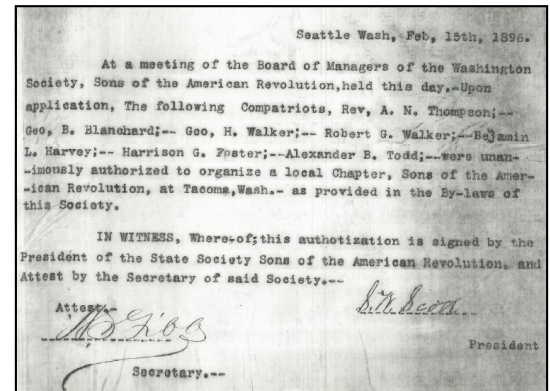 Seattle Wash, Feb, 15th, 1896.
At a meeting of the Board of Managers of the Washington
Society, Sons of the American Revolution,held this day.-Upon
application, The following Compatriots, Rev, A. N. Thompson;--
Geo, B. Blanchard;-- Geo, H. Walker;-- Robert G. Walker;--Bejamin
L. Harvey;-- Harrison G. Foster;--Alexander B. Todd;--were unan-
-imously authorized to organize a local Chapter, Sons of the Amer-
-ican Revolution, at Tacoma,Wash.- as provided in the By-laws of
this Society.
IN WITNESS, Where-of;this authotization is signed by the
President of the State Society Sons of the American Revolution, and
Attest by the Secretary of said Society.--
Attest.-
S. W. Scott
President
Secretary.--